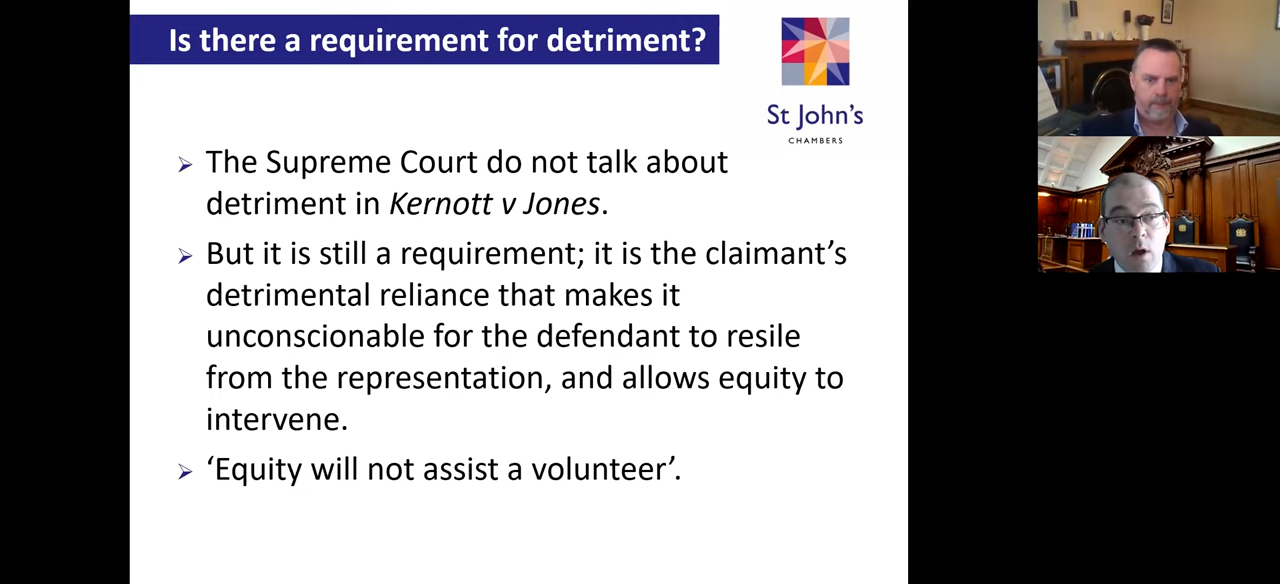 Is there a requirement for detriment?
St John's
CHAMBERS
The Supreme Court do not talk about
detriment in Kernott v Jones.
But it is still a requirement; it is the claimant’s
detrimental reliance that makes it
unconscionable for the defendant to resile
from the representation, and allows equity to
intervene.
‘Equity will not assist a volunteer’.